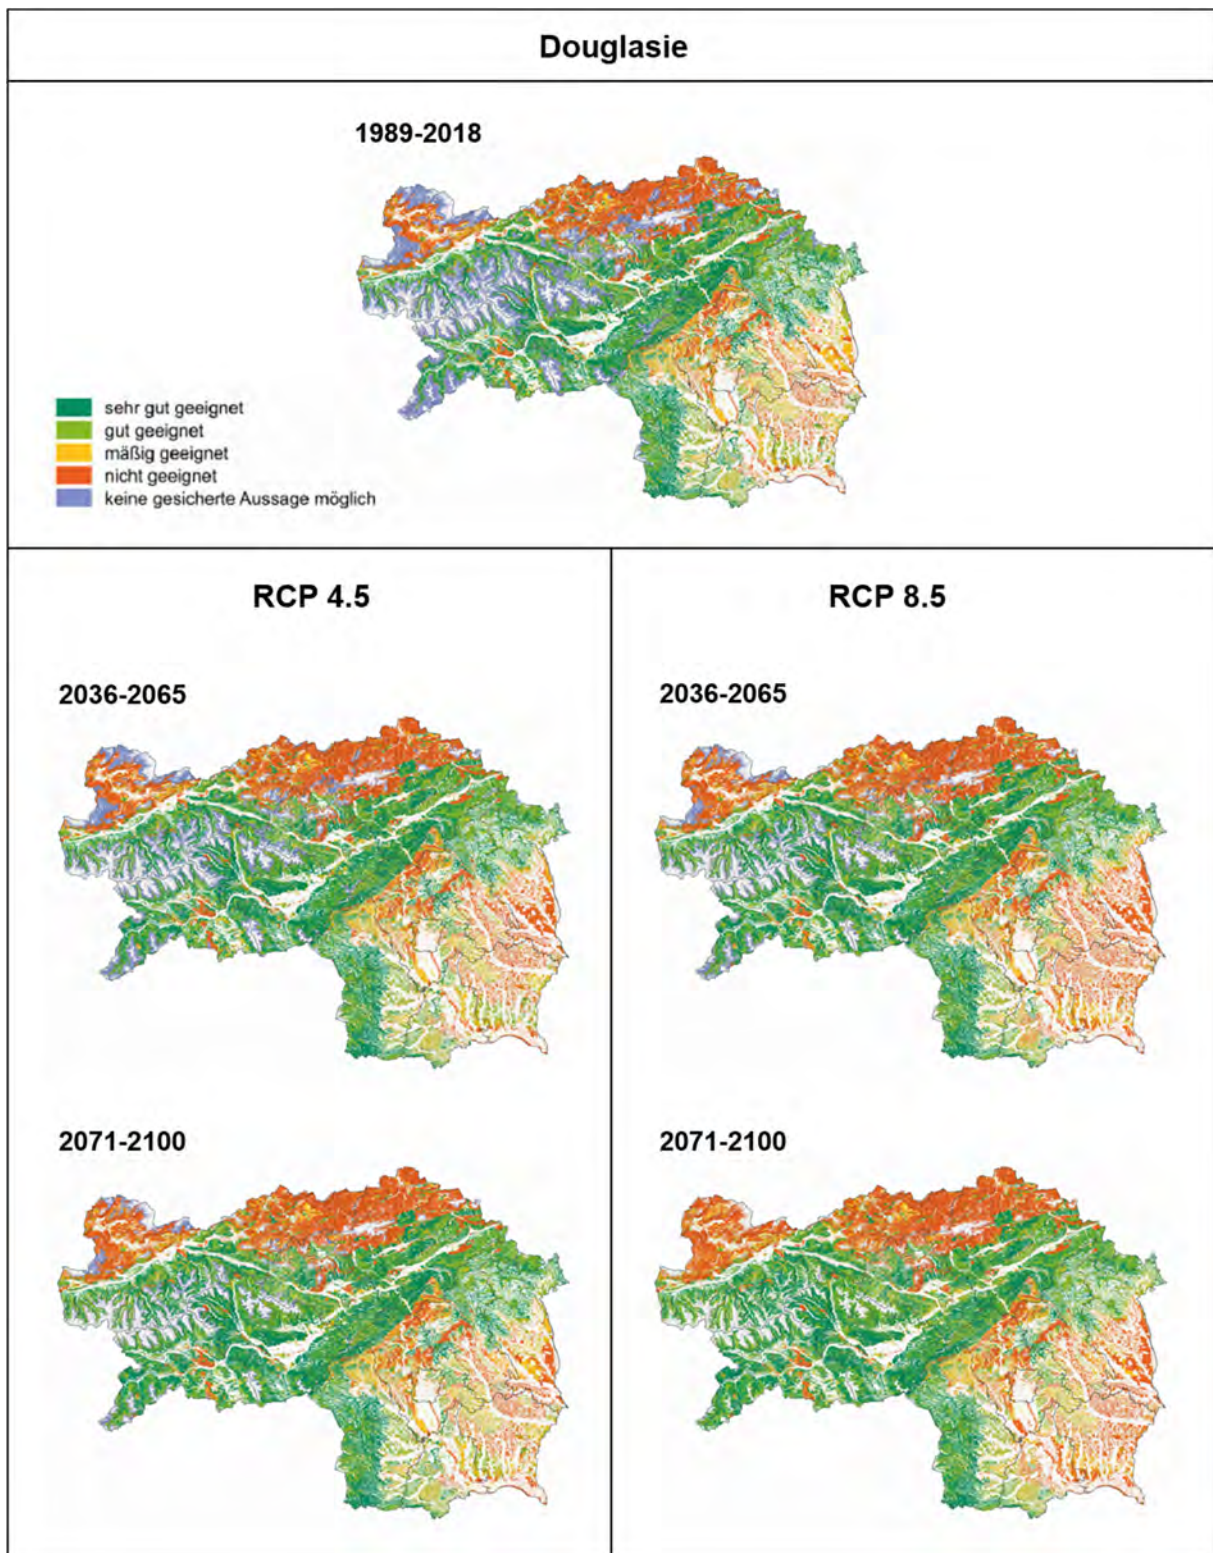 Douglasie
1989-2018
sehr gut geeignet
gut geeignet
mäßig geeignet
nicht geeignet
keine gesicherte Aussage möglich
RCP 4.5
RCP 8.5
2036-2065
2036-2065
2071-2100
2071-2100